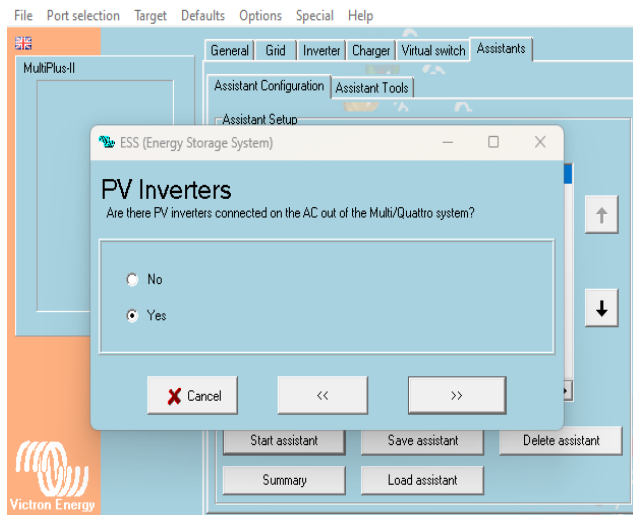 File Port selection Target Defaults Options Special Help
MultiPlus-II
General Grid Inverter Charger Virtual switch Assistants
Assistant Configuration Assistant Tools
Assistant Setup
ESS (Energy Storage System)
PV Inverters
Are there PV inverters connected on the AC out of the Multi/Quattro system?
No
Yes
Cancel << >>
Start assistant Save assistant Delete assistant
Summary Load assistant
Victron Energy